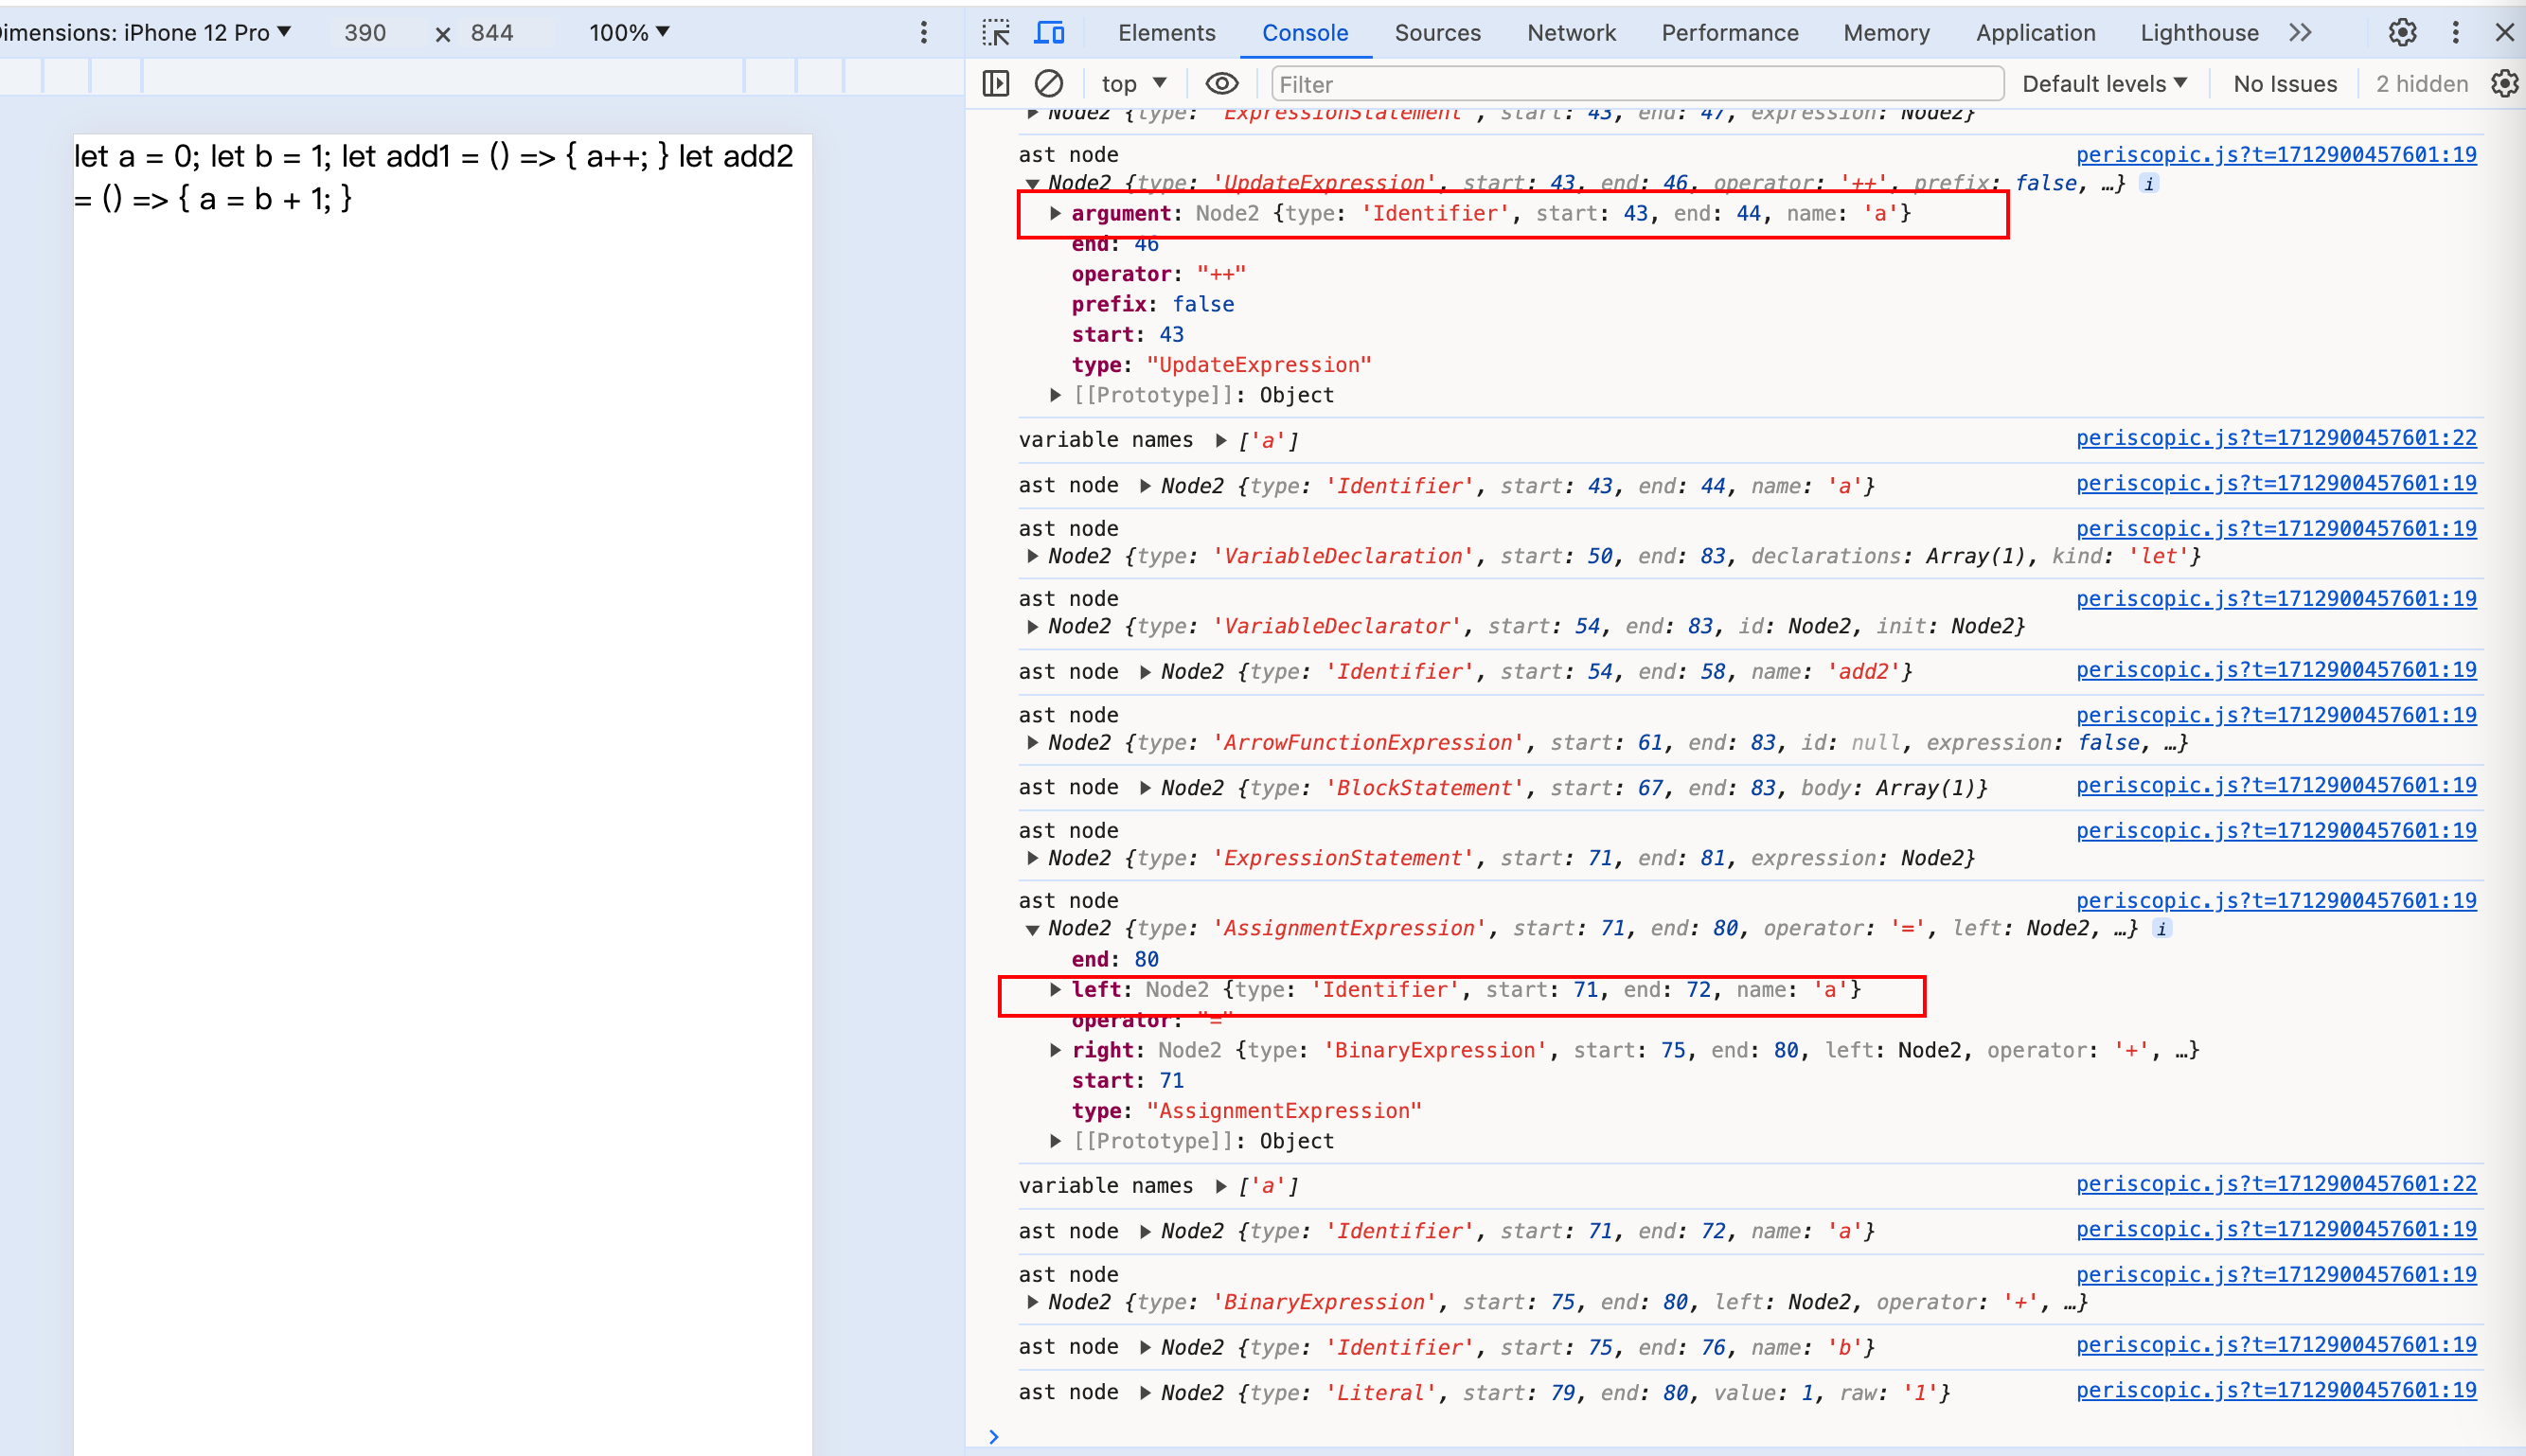 Dimensions: iPhone 12 Pro ▼ 390 × 844 100% ▼
let a = 0; let b = 1; let add1 = () => { a++; } let add2
= () => { a = b + 1; }
Elements Console Sources Network Performance Memory Application Lighthouse
top ▼ Filter Default levels ▼ No Issues 2 hidden
Node2 {type: 'ExpressionStatement', start: 43, end: 47, expression: Node2}
ast node periscopic.js?t=1712900457601:19
Node2 {type: 'UpdateExpression', start: 43, end: 46, operator: '++', prefix: false, …} i
argument: Node2 {type: 'Identifier', start: 43, end: 44, name: 'a'}
end: 46
operator: "++"
prefix: false
start: 43
type: "UpdateExpression"
[[Prototype]]: Object
variable names ['a'] periscopic.js?t=1712900457601:22
ast node Node2 {type: 'Identifier', start: 43, end: 44, name: 'a'} periscopic.js?t=1712900457601:19
ast node periscopic.js?t=1712900457601:19
Node2 {type: 'VariableDeclaration', start: 50, end: 83, declarations: Array(1), kind: 'let'}
ast node periscopic.js?t=1712900457601:19
Node2 {type: 'VariableDeclarator', start: 54, end: 83, id: Node2, init: Node2}
ast node Node2 {type: 'Identifier', start: 54, end: 58, name: 'add2'} periscopic.js?t=1712900457601:19
ast node periscopic.js?t=1712900457601:19
Node2 {type: 'ArrowFunctionExpression', start: 61, end: 83, id: null, expression: false, …}
ast node Node2 {type: 'BlockStatement', start: 67, end: 83, body: Array(1)} periscopic.js?t=1712900457601:19
ast node periscopic.js?t=1712900457601:19
Node2 {type: 'ExpressionStatement', start: 71, end: 81, expression: Node2}
ast node periscopic.js?t=1712900457601:19
Node2 {type: 'AssignmentExpression', start: 71, end: 80, operator: '=', left: Node2, …} i
end: 80
left: Node2 {type: 'Identifier', start: 71, end: 72, name: 'a'}
operator: "="
right: Node2 {type: 'BinaryExpression', start: 75, end: 80, left: Node2, operator: '+', …}
start: 71
type: "AssignmentExpression"
[[Prototype]]: Object
variable names ['a'] periscopic.js?t=1712900457601:22
ast node Node2 {type: 'Identifier', start: 71, end: 72, name: 'a'} periscopic.js?t=1712900457601:19
ast node periscopic.js?t=1712900457601:19
Node2 {type: 'BinaryExpression', start: 75, end: 80, left: Node2, operator: '+', …}
ast node Node2 {type: 'Identifier', start: 75, end: 76, name: 'b'} periscopic.js?t=1712900457601:19
ast node Node2 {type: 'Literal', start: 79, end: 80, value: 1, raw: '1'} periscopic.js?t=1712900457601:19